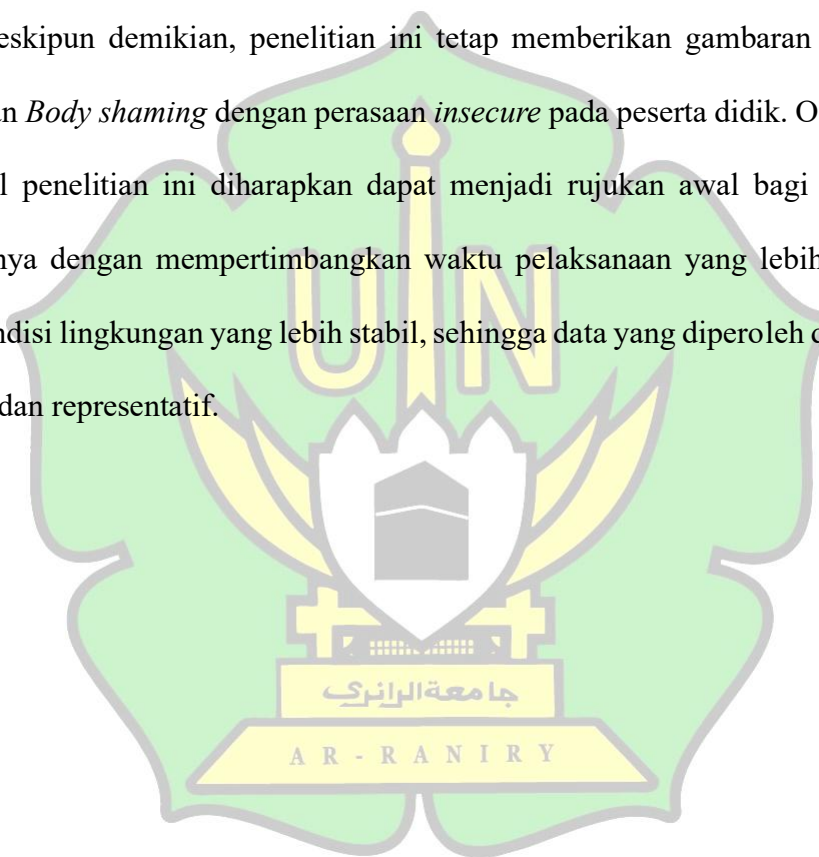 eskipun demikian, penelitian ini tetap memberikan gambaran
an Body shaming dengan perasaan insecure pada peserta didik. O
l penelitian ini diharapkan dapat menjadi rujukan awal bagi
nya dengan mempertimbangkan waktu pelaksanaan yang lebih
ndisi lingkungan yang lebih stabil, sehingga data yang diperoleh d
dan representatif.
UIN
جامعةالرانري
AR-RANIRY